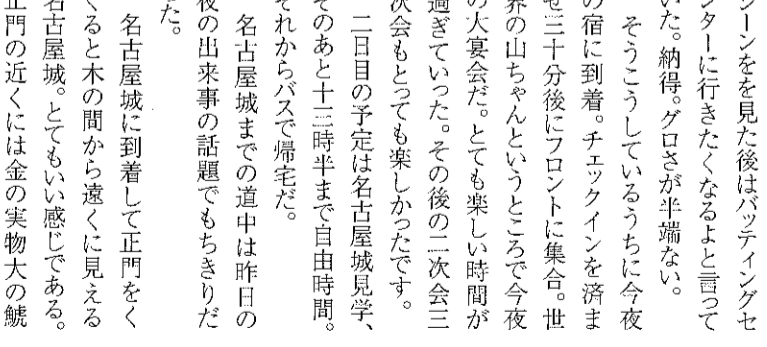 シーンをを見た後はバッティングセ
ンターに行きたくなるよと言って
いた。納得。グロさが半端ない。
そうこうしているうちに今夜
の宿に到着。チェックインを済ま
せ三十分後にフロントに集合。世
界の山ちゃんというところで今夜
の大宴会だ。とても楽しい時間が
過ぎていった。その後の二次会三
次会もとっても楽しかったです。
二日目の予定は名古屋城見学、
そのあと十三時半まで自由時間。
それからバスで帰宅だ。
名古屋城までの道中は昨日の
夜の出来事の話題でもちきりだ
た。
名古屋城に到着して正門をく
ぐると木の間から遠くに見える
名古屋城。とてもいい感じである。
正門の近くには金の実物大の鯱